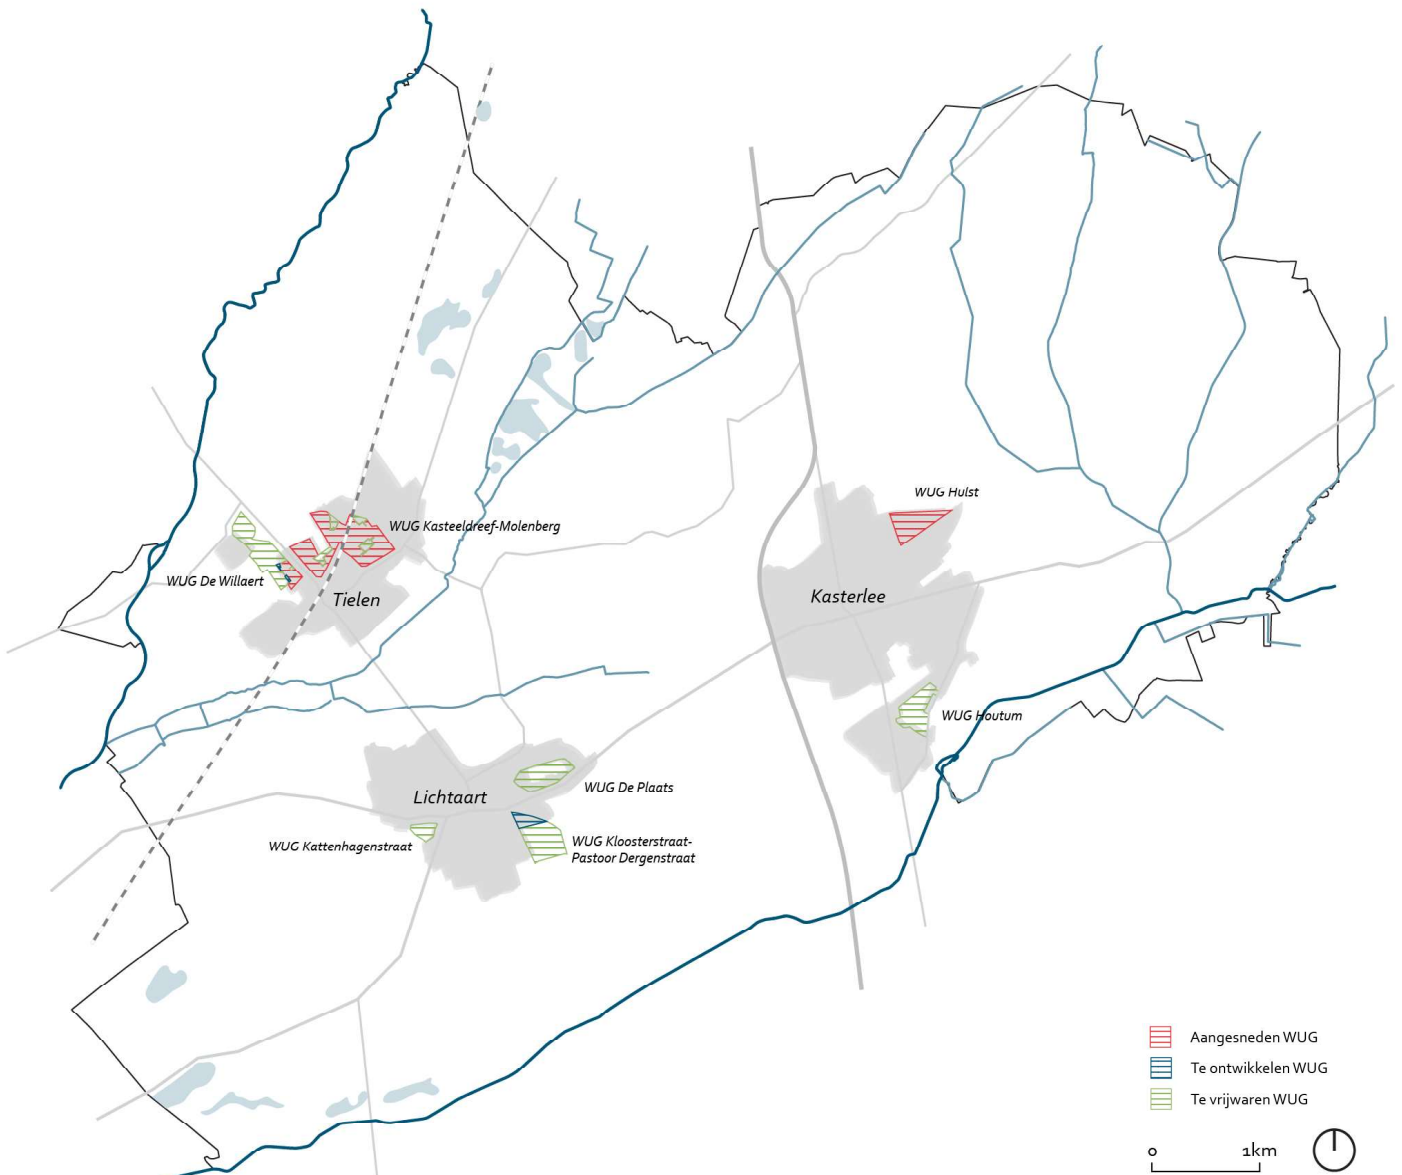 WUG Hulst
WUG Kasteeldreef-Molenberg
WUG De Willaert
Tielen
Kasterlee
WUG Houtum
WUG De Plaats
Lichtaart
WUG Kattenhagenstraat
WUG Kloosterstraat-
Pastoor Dergenstraat
Aangesneden WUG
Te ontwikkelen WUG
Te vrijwaren WUG
0 1km